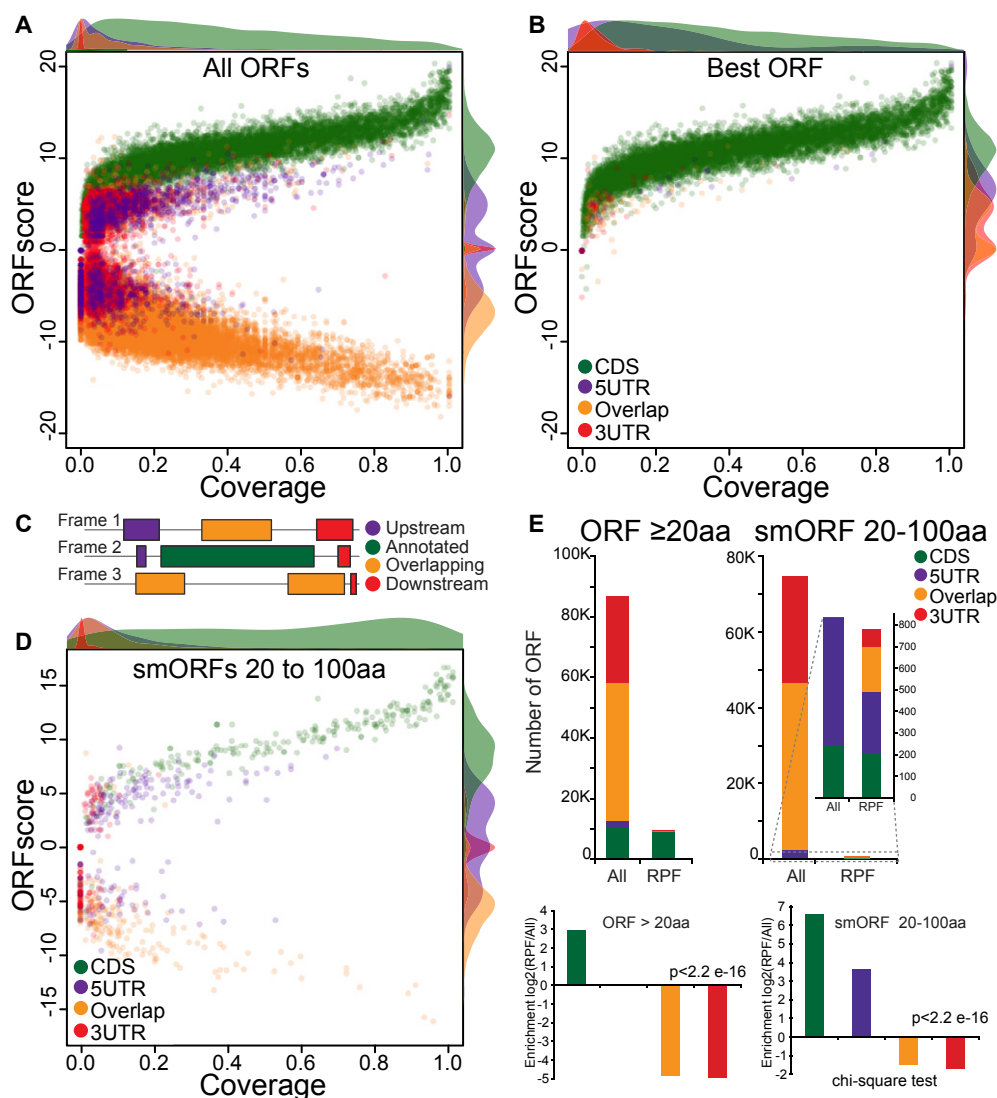 A
All ORFs
20
10
0
-10
-20
ORFscore
0.0 0.2 0.4 0.6 0.8 1.0
Coverage
B
Best ORF
20
10
0
-10
-20
ORFscore
CDS
5UTR
Overlap
3UTR
0.0 0.2 0.4 0.6 0.8 1.0
Coverage
C
Frame 1
Frame 2
Frame 3
Upstream
Annotated
Overlapping
Downstream
D
smORFs 20 to 100aa
15
10
5
0
-5
-10
-15
ORFscore
CDS
5UTR
Overlap
3UTR
0.0 0.2 0.4 0.6 0.8 1.0
Coverage
E
ORF ≥20aa
100K
80K
60K
40K
20K
0
Number of ORF
All RPF
smORF 20-100aa
80K
60K
40K
20K
0
All RPF
CDS
5UTR
Overlap
3UTR
800
700
600
500
400
300
200
100
0
All RPF
ORF > 20aa
4
3
2
1
0
-1
-2
-3
-4
-5
Enrichment log2(RPF/All)
p<2.2 e-16
smORF 20-100aa
7
6
5
4
3
2
1
0
-1
-2
Enrichment log2(RPF/All)
p<2.2 e-16
chi-square test